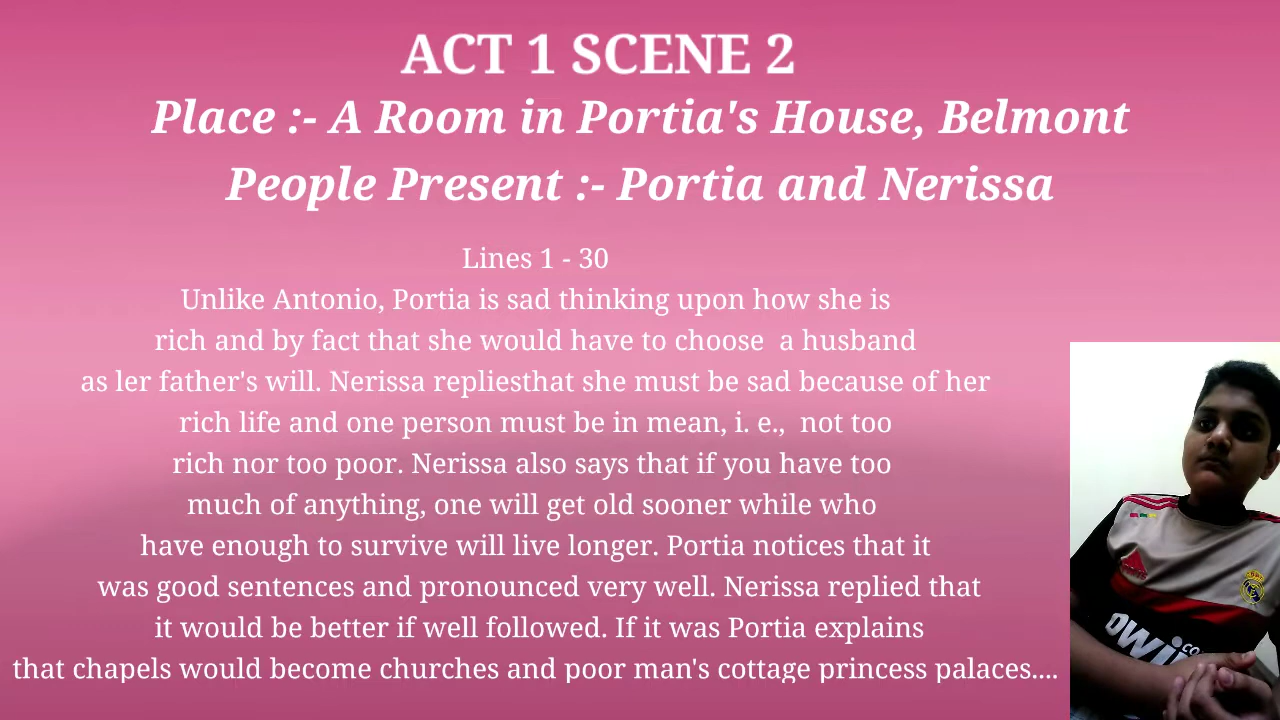 ACT 1 SCENE 2
Place :- A Room in Portia's House, Belmont
People Present :- Portia and Nerissa
Lines 1 - 30
Unlike Antonio, Portia is sad thinking upon how she is
rich and by fact that she would have to choose  a husband
as ler father's will. Nerissa repliesthat she must be sad because of her
rich life and one person must be in mean, i. e.,  not too
rich nor too poor. Nerissa also says that if you have too
much of anything, one will get old sooner while who
have enough to survive will live longer. Portia notices that it
was good sentences and pronounced very well. Nerissa replied that
it would be better if well followed. If it was Portia explains
that chapels would become churches and poor man's cottage princess palaces....